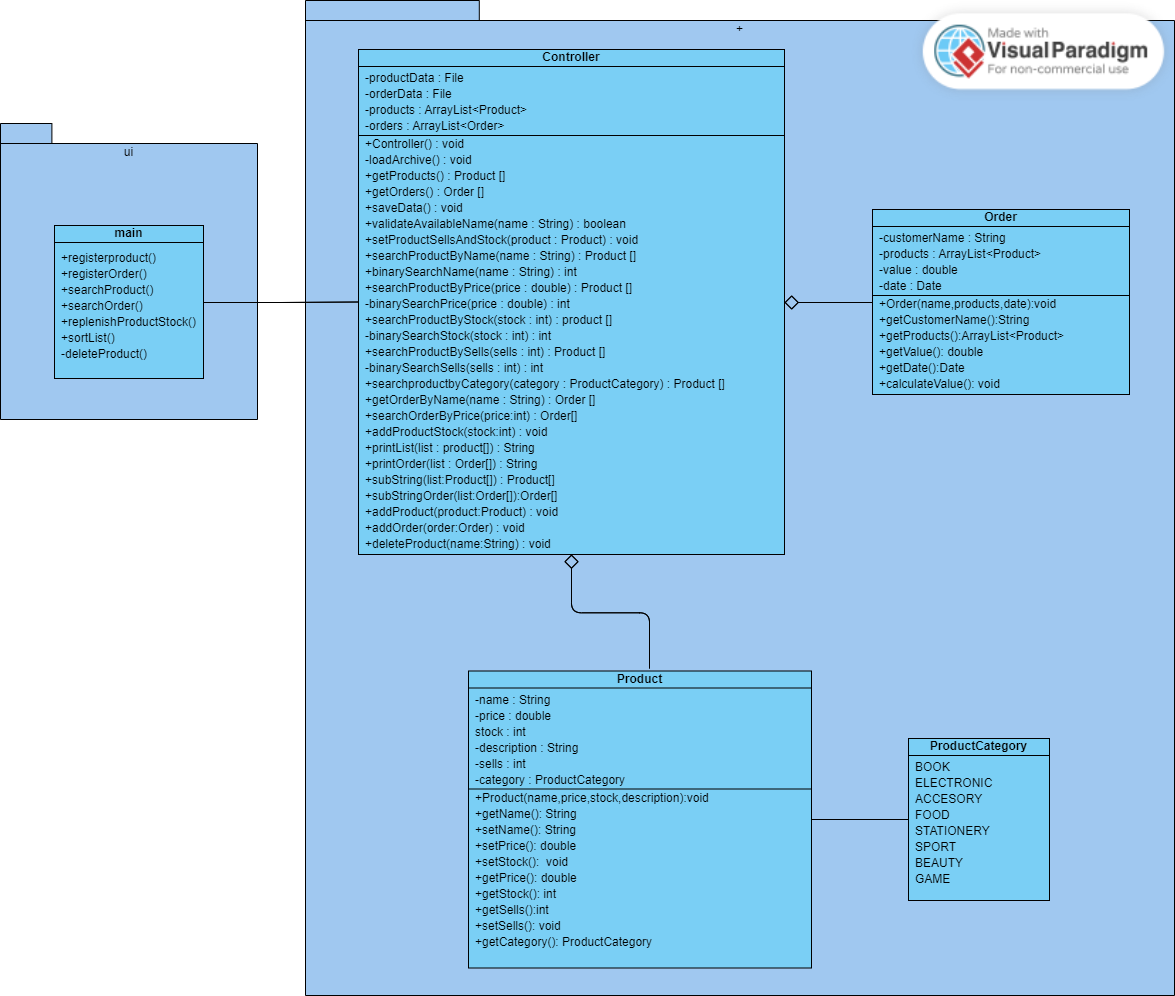 +
Made with
Visual Paradigm
For non-commercial use
ui
main
+registerproduct()
+registerOrder()
+searchProduct()
+searchOrder()
+replenishProductStock()
+sortList()
-deleteProduct()
Controller
-productData : File
-orderData : File
-products : ArrayList<Product>
-orders : ArrayList<Order>
+Controller() : void
-loadArchive() : void
+getProducts() : Product []
+getOrders() : Order []
+saveData() : void
+validateAvailableName(name : String) : boolean
+setProductSellsAndStock(product : Product) : void
+searchProductByName(name : String) : Product []
+binarySearchName(name : String) : int
+searchProductByPrice(price : double) : Product []
-binarySearchPrice(price : double) : int
+searchProductByStock(stock : int) : product []
-binarySearchStock(stock : int) : int
+searchProductBySells(sells : int) : Product []
-binarySearchSells(sells : int) : int
+searchproductbyCategory(category : ProductCategory) : Product []
+getOrderByName(name : String) : Order []
+searchOrderByPrice(price:int) : Order[]
+addProductStock(stock:int) : void
+printList(list : product[]) : String
+printOrder(list : Order[]) : String
+subString(list:Product[]) : Product[]
+subStringOrder(list:Order[]):Order[]
+addProduct(product:Product) : void
+addOrder(order:Order) : void
+deleteProduct(name:String) : void
Order
-customerName : String
-products : ArrayList<Product>
-value : double
-date : Date
+Order(name,products,date):void
+getCustomerName():String
+getProducts():ArrayList<Product>
+getValue(): double
+getDate():Date
+calculateValue(): void
Product
-name : String
-price : double
stock : int
-description : String
-sells : int
-category : ProductCategory
+Product(name,price,stock,description):void
+getName(): String
+setName(): String
+setPrice(): double
+setStock():  void
+getPrice(): double
+getStock(): int
+getSells():int
+setSells(): void
+getCategory(): ProductCategory
ProductCategory
BOOK
ELECTRONIC
ACCESORY
FOOD
STATIONERY
SPORT
BEAUTY
GAME